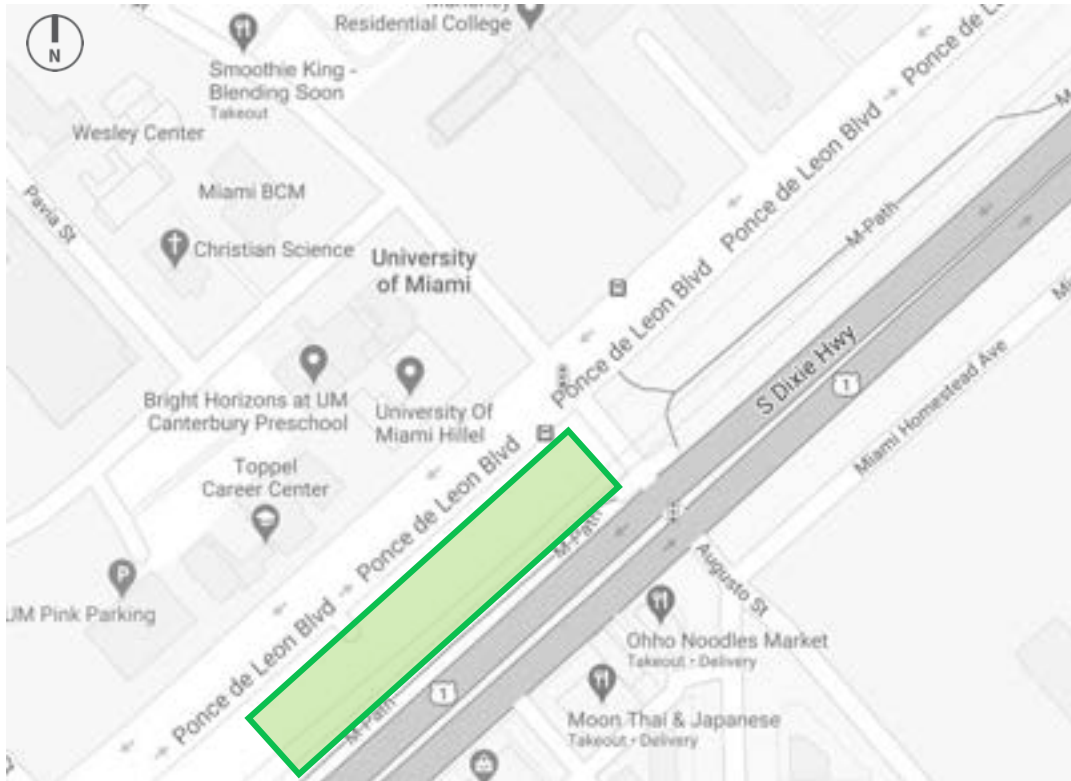 N
Residential College
Smoothie King -
Blending Soon
Takeout
Wesley Center
Miami BCM
Pavia St
Christian Science
University
of Miami
Ponce de Leon Blvd
Ponce de Leon Blvd
Ponce de
M-Path
Ponce de Leon Blvd
S Dixie Hwy
1
Miami Homestead Ave
Bright Horizons at UM
Canterbury Preschool
University Of
Miami Hillel
Toppel
Career Center
Ponce de Leon Blvd
M-Path
Augusto St
P
UM Pink Parking
Ohho Noodles Market
Takeout • Delivery
Ponce de Leon Blvd
1
M-Path
Moon Thai & Japanese
Takeout • Delivery